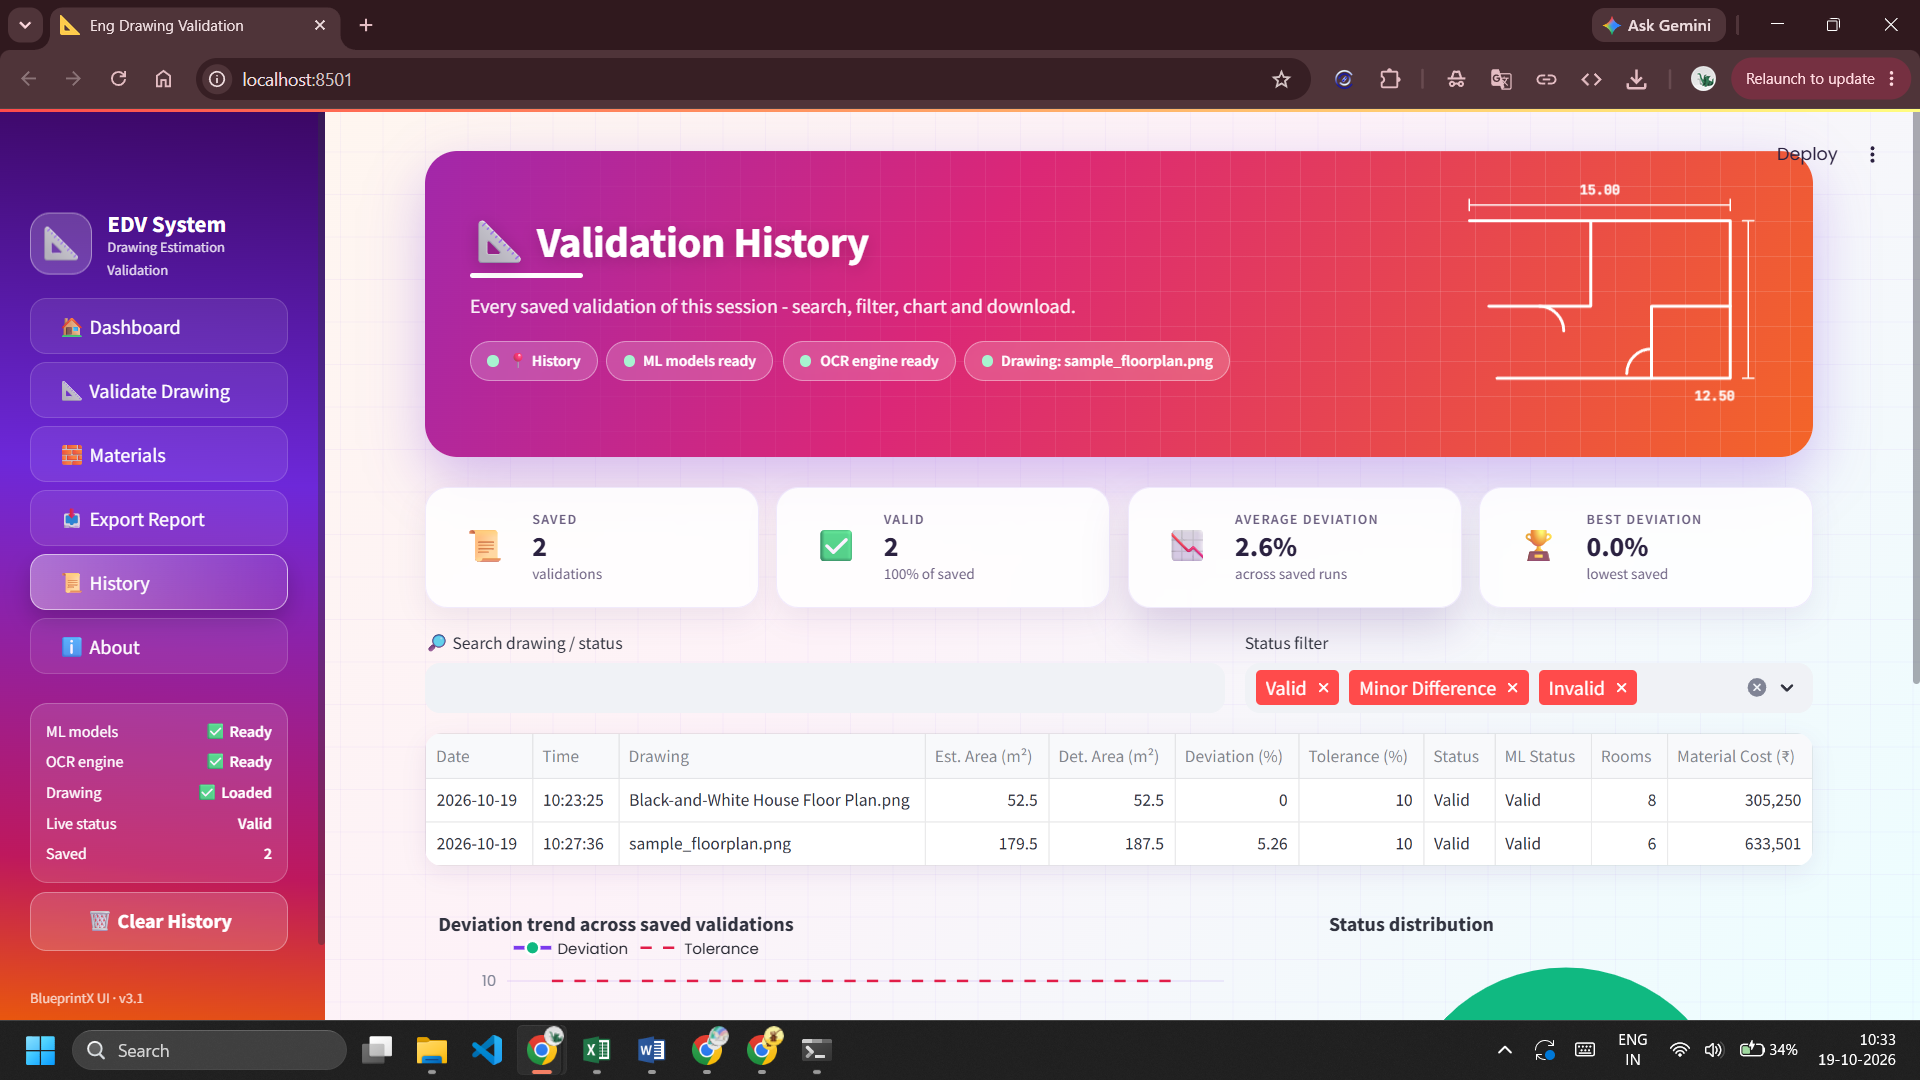 Eng Drawing Validation
Ask Gemini
localhost:8501
Relaunch to update
Deploy
EDV System
Drawing Estimation
Validation
Dashboard
Validate Drawing
Materials
Export Report
History
About
ML models Ready
OCR engine Ready
Drawing Loaded
Live status Valid
Saved 2
Clear History
BlueprintX UI · v3.1
Validation History
Every saved validation of this session - search, filter, chart and download.
History ML models ready OCR engine ready Drawing: sample_floorplan.png
15.00
12.50
SAVED
2
validations
VALID
2
100% of saved
AVERAGE DEVIATION
2.6%
across saved runs
BEST DEVIATION
0.0%
lowest saved
Search drawing / status
Status filter
Valid Minor Difference Invalid
Date Time Drawing Est. Area (m²) Det. Area (m²) Deviation (%) Tolerance (%) Status ML Status Rooms Material Cost (₹)
2026-10-19 10:23:25 Black-and-White House Floor Plan.png 52.5 52.5 0 10 Valid Valid 8 305,250
2026-10-19 10:27:36 sample_floorplan.png 179.5 187.5 5.26 10 Valid Valid 6 633,501
Deviation trend across saved validations
Deviation Tolerance
10
Status distribution
Search
ENG
IN
34%
10:33
19-10-2026